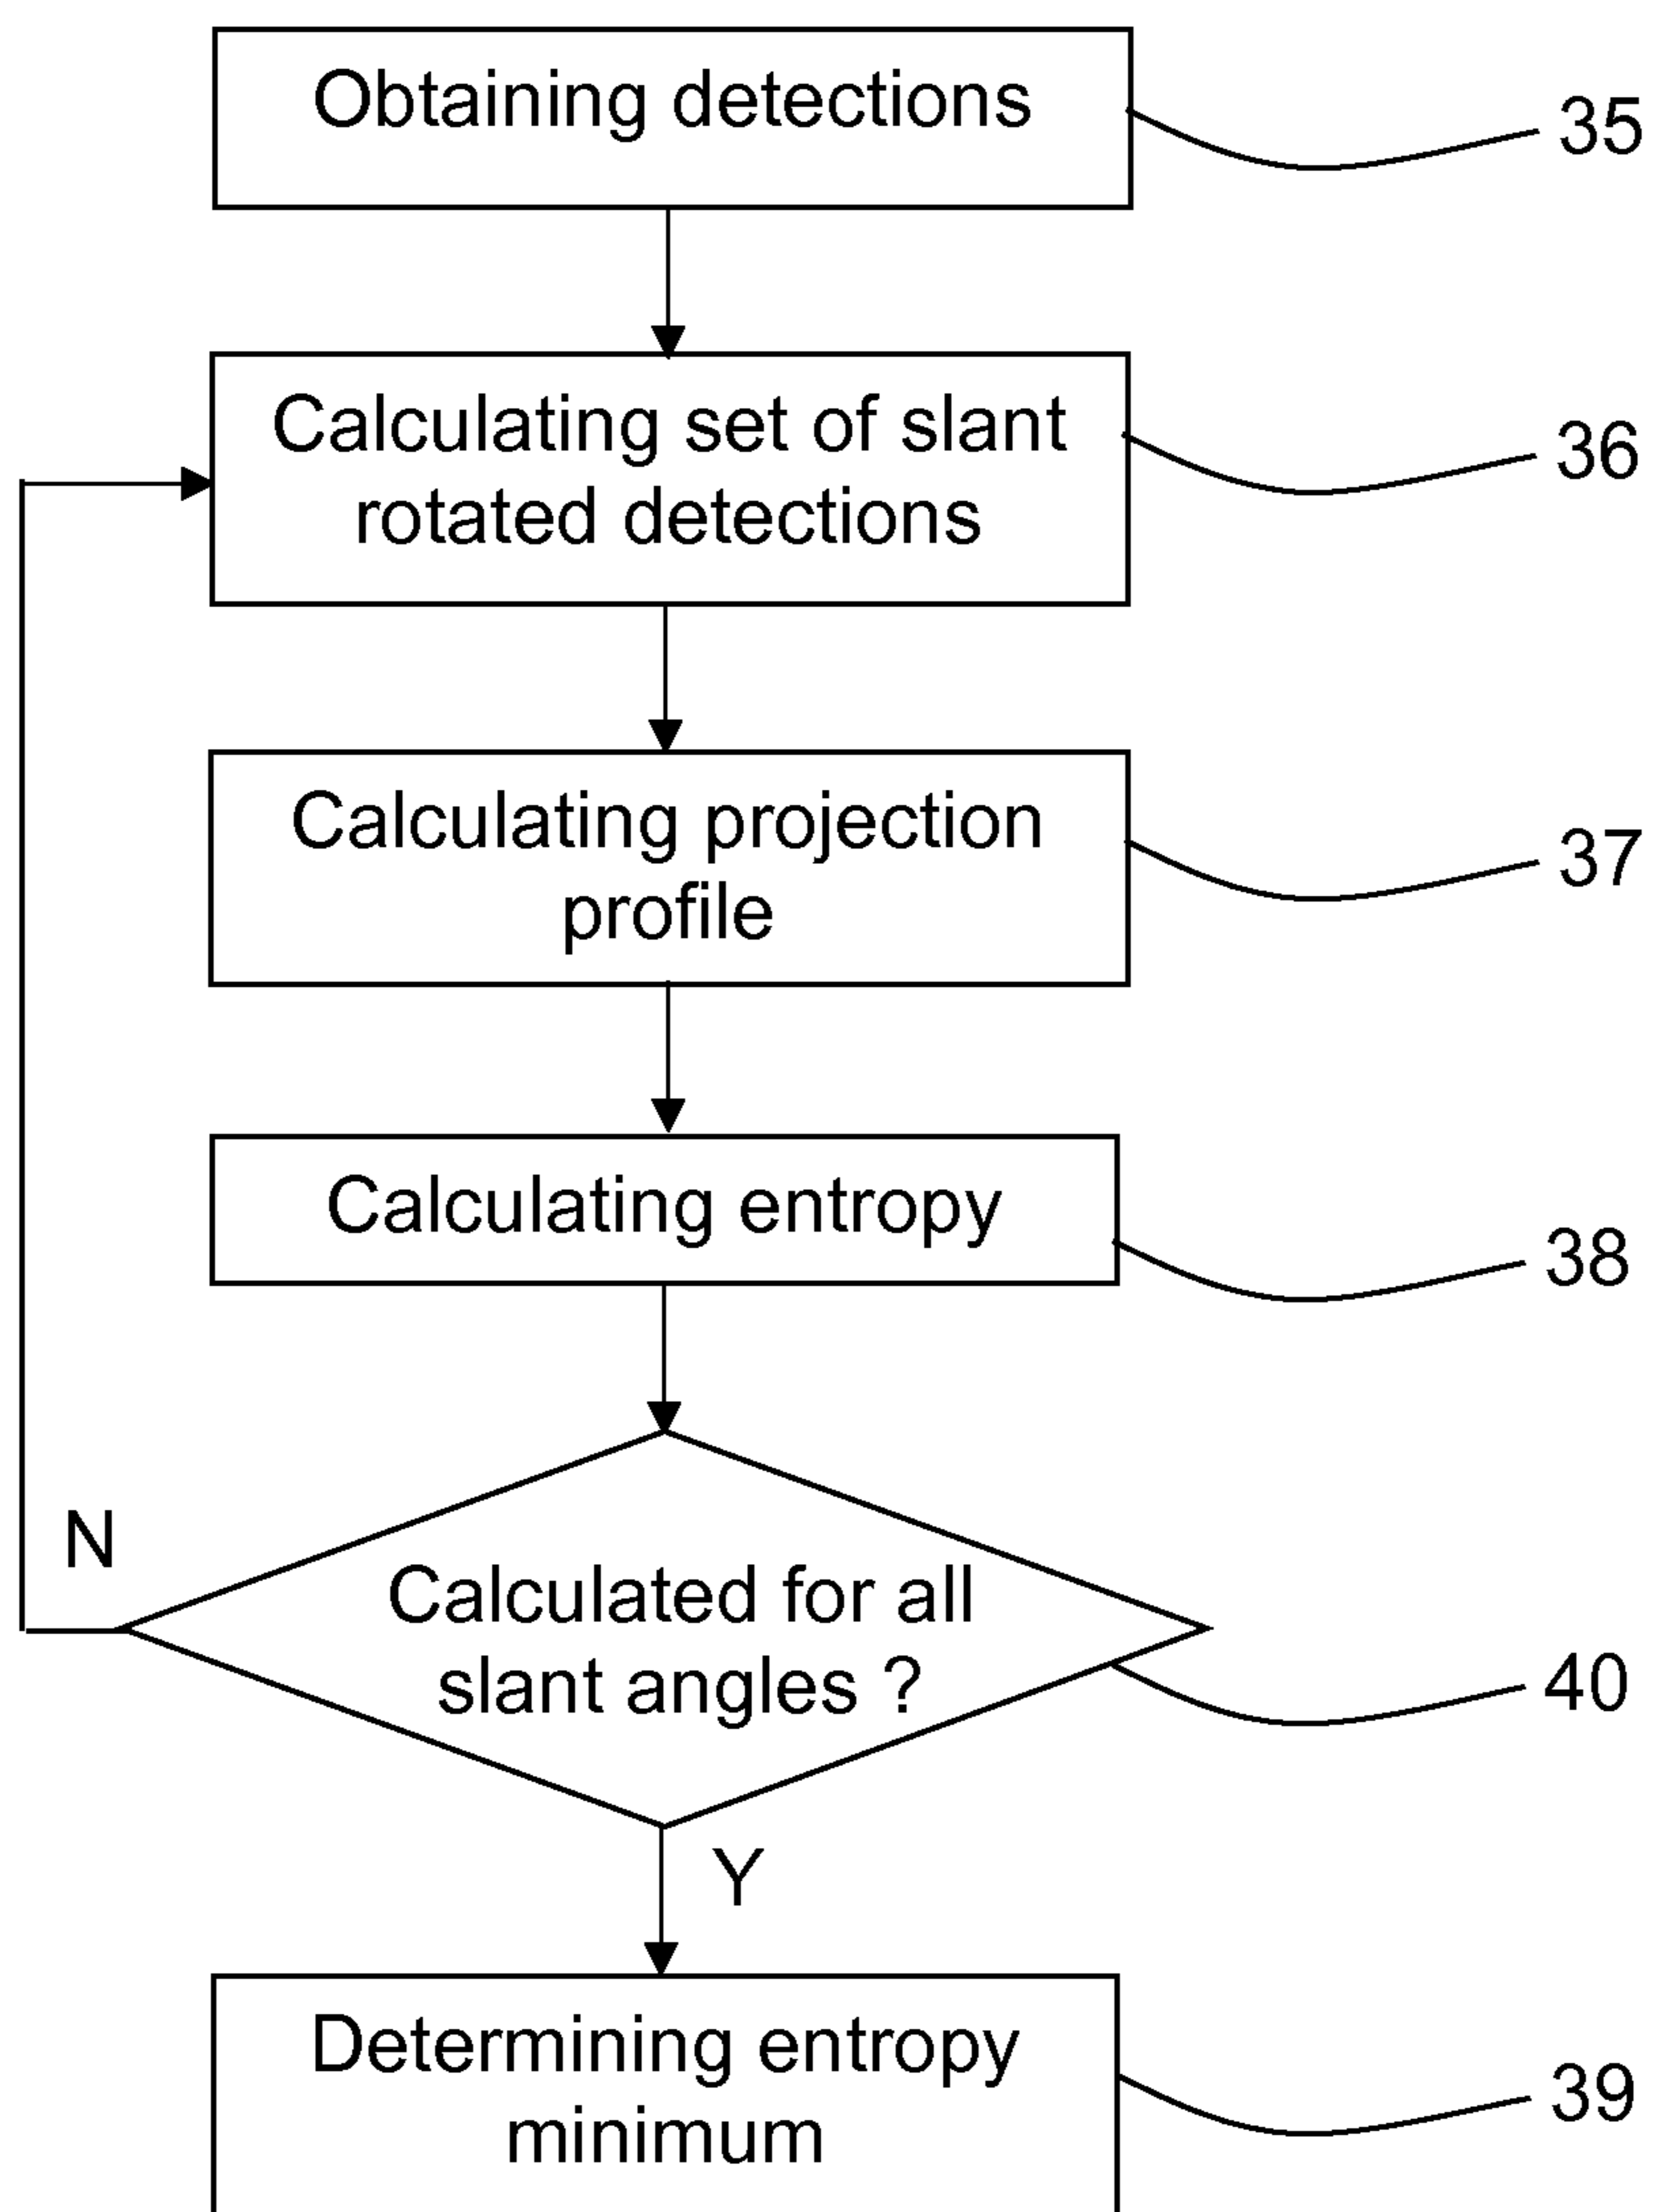 Obtaining detections
35
Calculating set of slant
rotated detections
36
Calculating projection
profile
37
Calculating entropy
38
N
Calculated for all
slant angles ?
40
Y
Determining entropy
minimum
39